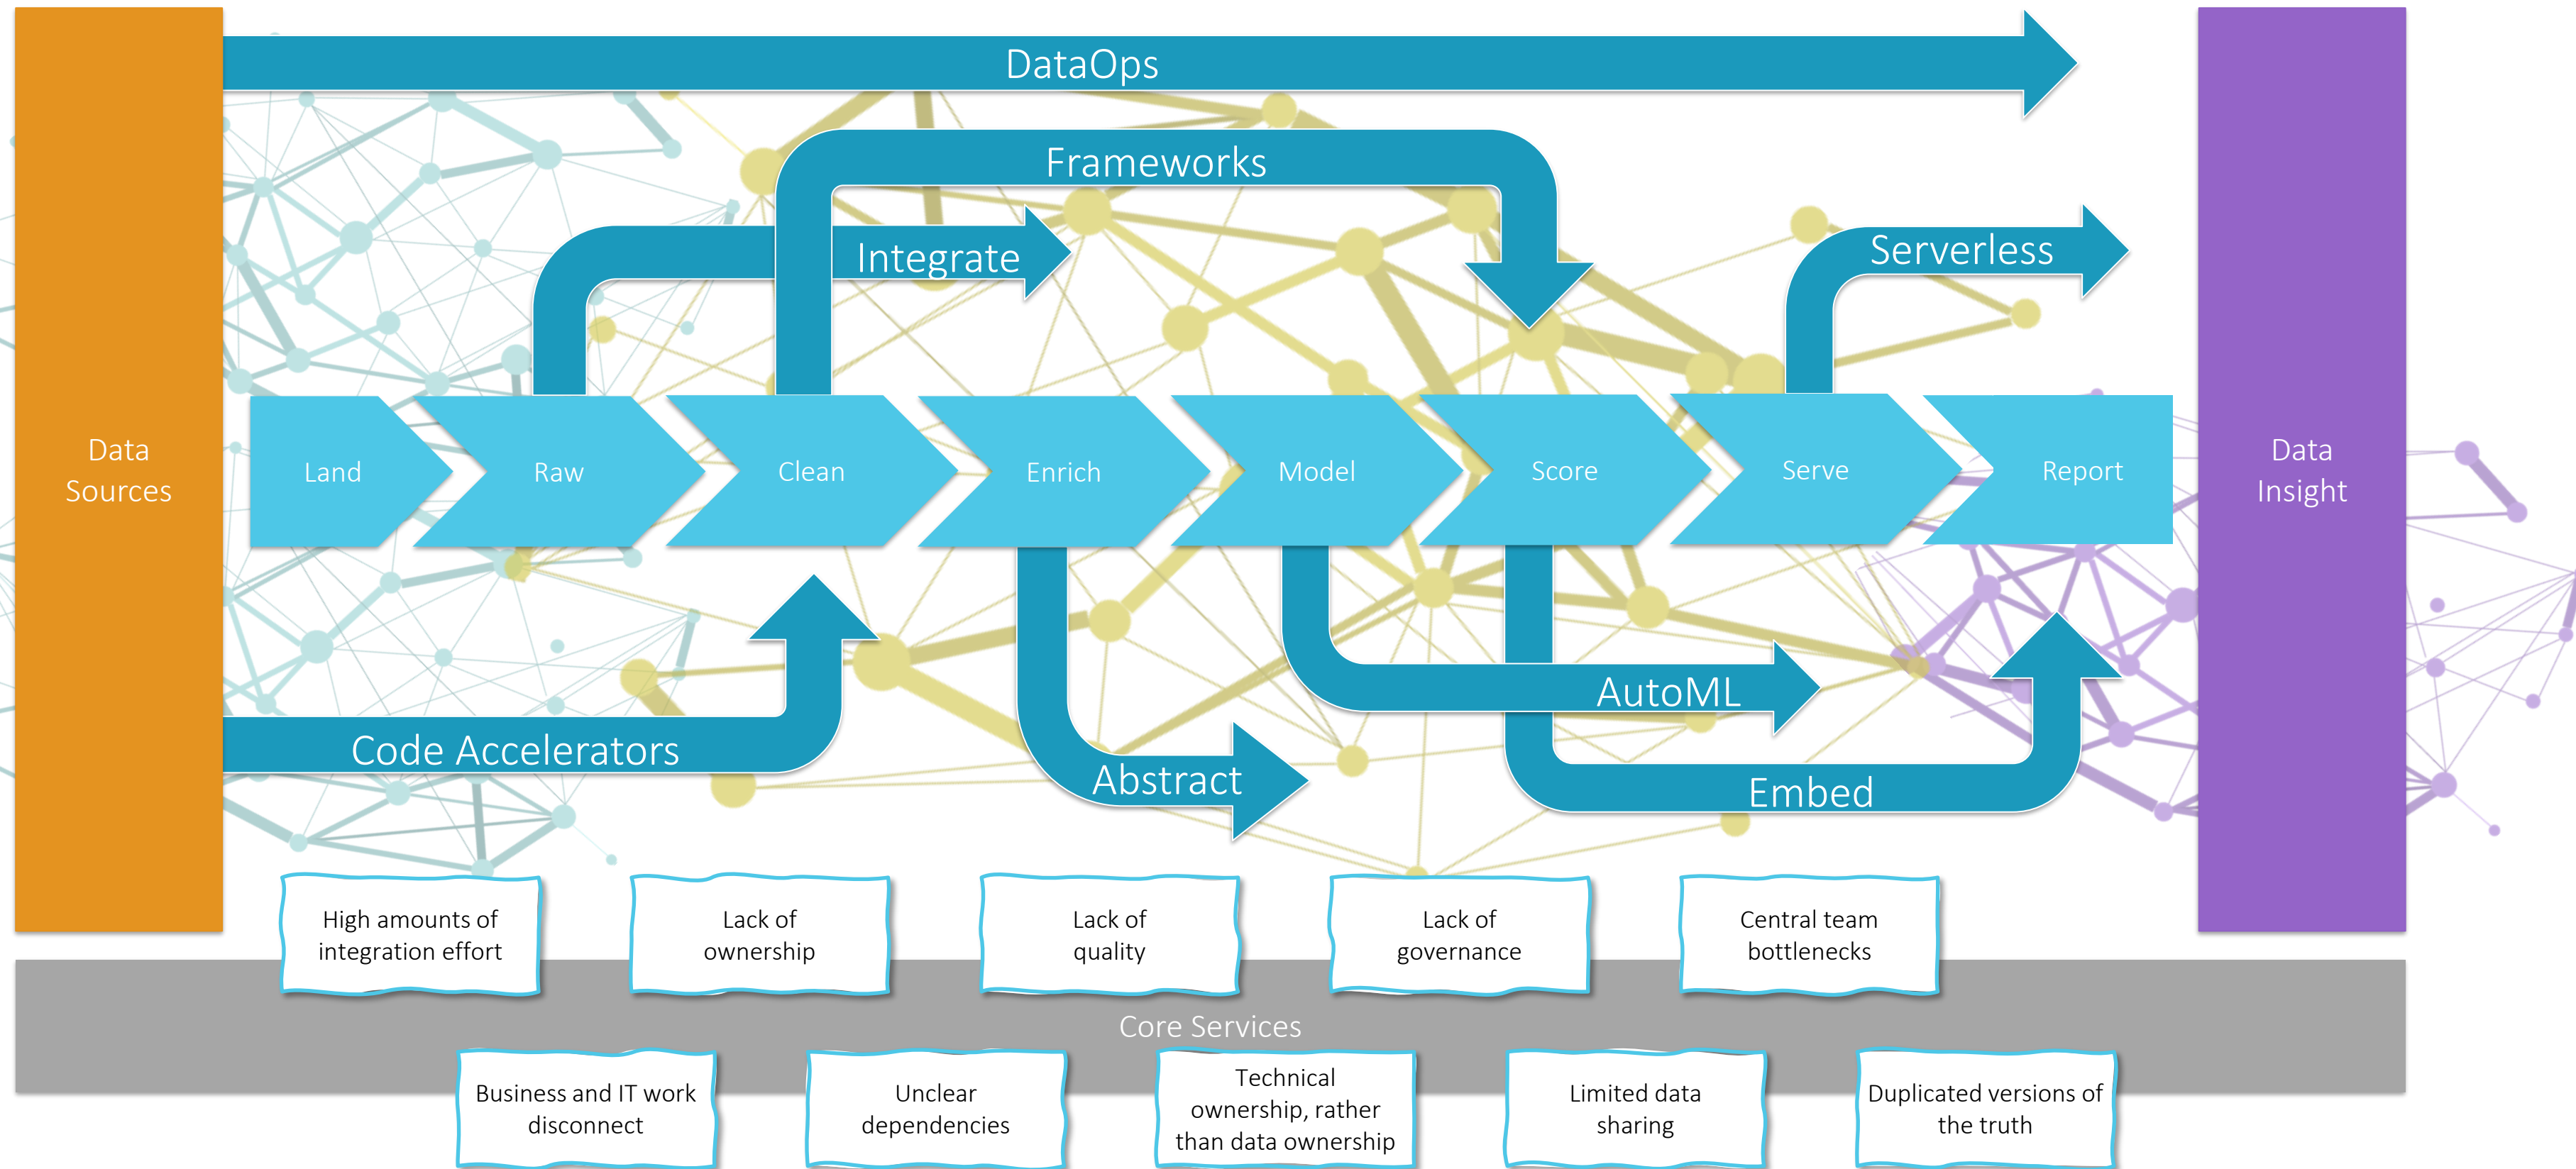 DataOps
Frameworks
Integrate
Serverless
Data
Sources
Land
Raw
Clean
Enrich
Model
Score
Serve
Report
Data
Insight
Code Accelerators
Abstract
AutoML
Embed
High amounts of
integration effort
Lack of
ownership
Lack of
quality
Lack of
governance
Central team
bottlenecks
Core Services
Business and IT work
disconnect
Unclear
dependencies
Technical
ownership, rather
than data ownership
Limited data
sharing
Duplicated versions of
the truth